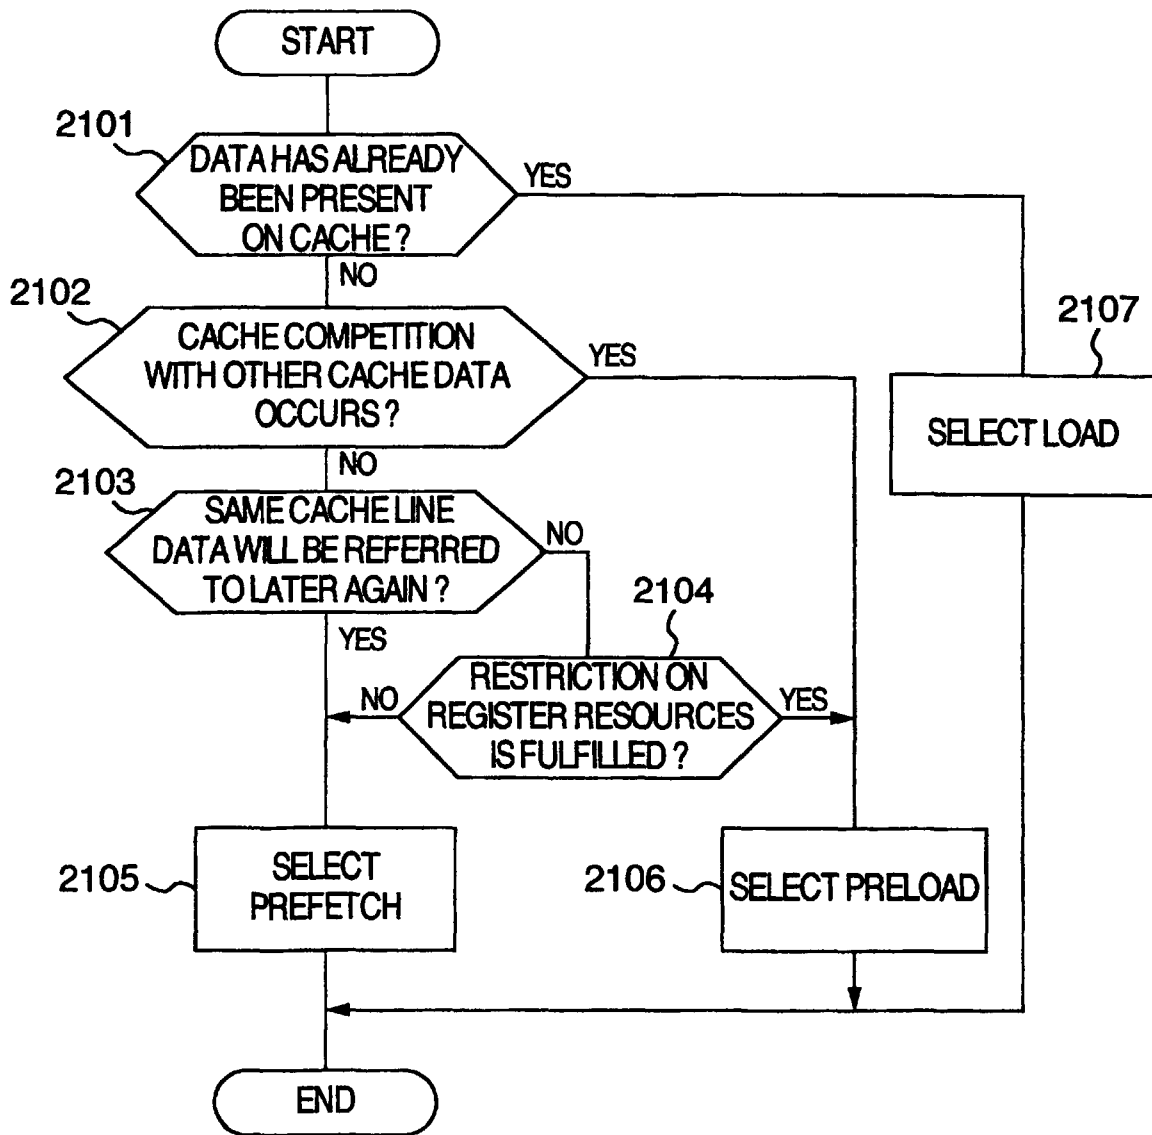 START
2101
DATA HAS ALREADY
BEEN PRESENT
ON CACHE ?
YES
NO
2102
CACHE COMPETITION
WITH OTHER CACHE DATA
OCCURS ?
YES
2107
SELECT LOAD
NO
2103
SAME CACHE LINE
DATA WILL BE REFERRED
TO LATER AGAIN ?
NO
YES
2104
RESTRICTION ON
REGISTER RESOURCES
IS FULFILLED ?
NO
YES
2105
SELECT
PREFETCH
2106
SELECT PRELOAD
END